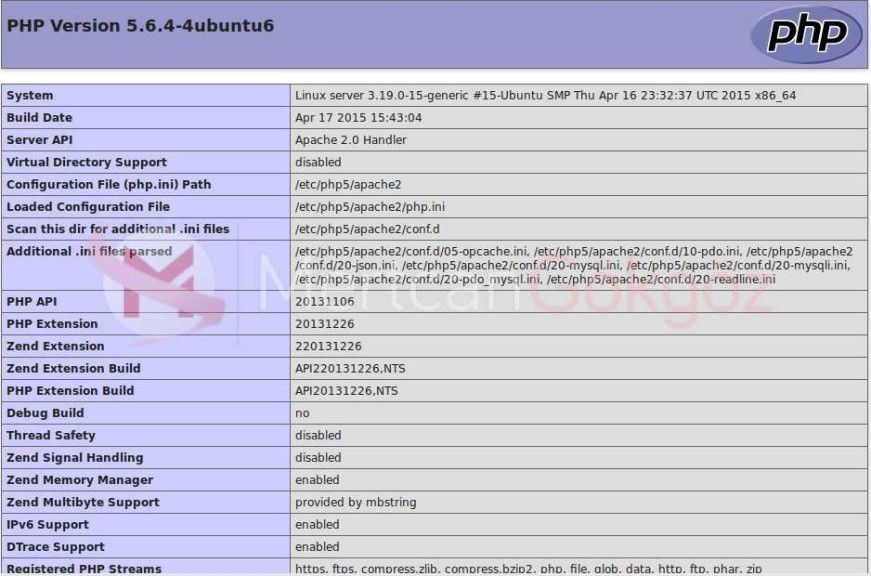 PHP Version 5.6.4-4ubuntu6
php
System Linux server 3.19.0-15-generic #15-Ubuntu SMP Thu Apr 16 23:32:37 UTC 2015 x86_64
Build Date Apr 17 2015 15:43:04
Server API Apache 2.0 Handler
Virtual Directory Support disabled
Configuration File (php.ini) Path /etc/php5/apache2
Loaded Configuration File /etc/php5/apache2/php.ini
Scan this dir for additional .ini files /etc/php5/apache2/conf.d
Additional .ini files parsed /etc/php5/apache2/conf.d/05-opcache.ini, /etc/php5/apache2/conf.d/10-pdo.ini, /etc/php5/apache2
/conf.d/20-json.ini, /etc/php5/apache2/conf.d/20-mysql.ini, /etc/php5/apache2/conf.d/20-mysqli.ini,
/etc/php5/apache2/conf.d/20-pdo_mysql.ini, /etc/php5/apache2/conf.d/20-readline.ini
M MertcanGökgöz
PHP API 20131106
PHP Extension 20131226
Zend Extension 220131226
Zend Extension Build API220131226,NTS
PHP Extension Build API20131226,NTS
Debug Build no
Thread Safety disabled
Zend Signal Handling disabled
Zend Memory Manager enabled
Zend Multibyte Support provided by mbstring
IPv6 Support enabled
DTrace Support enabled
Registered PHP Streams https, ftps, compress.zlib, compress.bzip2, php, file, glob, data, http, ftp, phar, zip